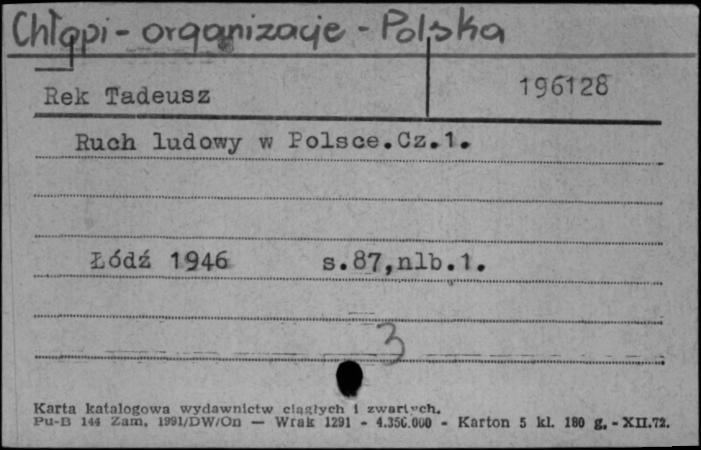 Chłopi - organizacje - Polska
Rek Tadeusz 196128
Ruch ludowy w Polsce.Cz.1.
Łódź 1946 s.87,nlb.1.
3
Karta katalogowa wydawnictw ciągłych i zwartych.
Pu-B 144 Zam. 1991/DW/On — Wrak 1291 - 4.350.000 - Karton 5 kl. 180 g. - XII.72.